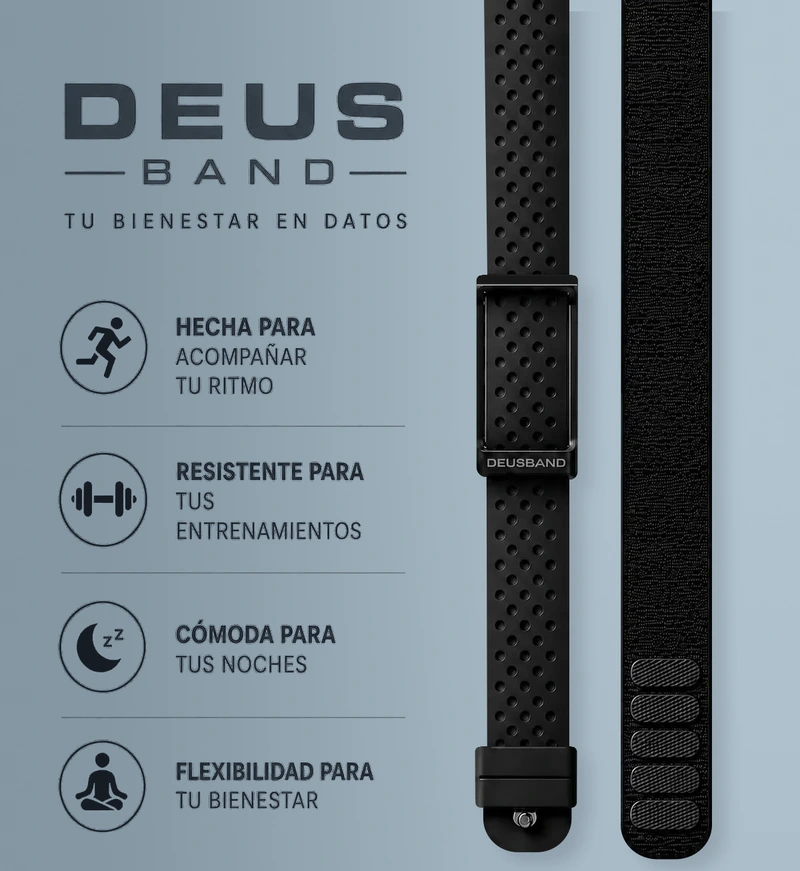 DEUS
BAND
TU BIENESTAR EN DATOS
HECHA PARA
ACOMPAÑAR
TU RITMO
RESISTENTE PARA
TUS
ENTRENAMIENTOS
zZ
CÓMODA PARA
TUS NOCHES
FLEXIBILIDAD PARA
TU BIENESTAR
DEUSBAND